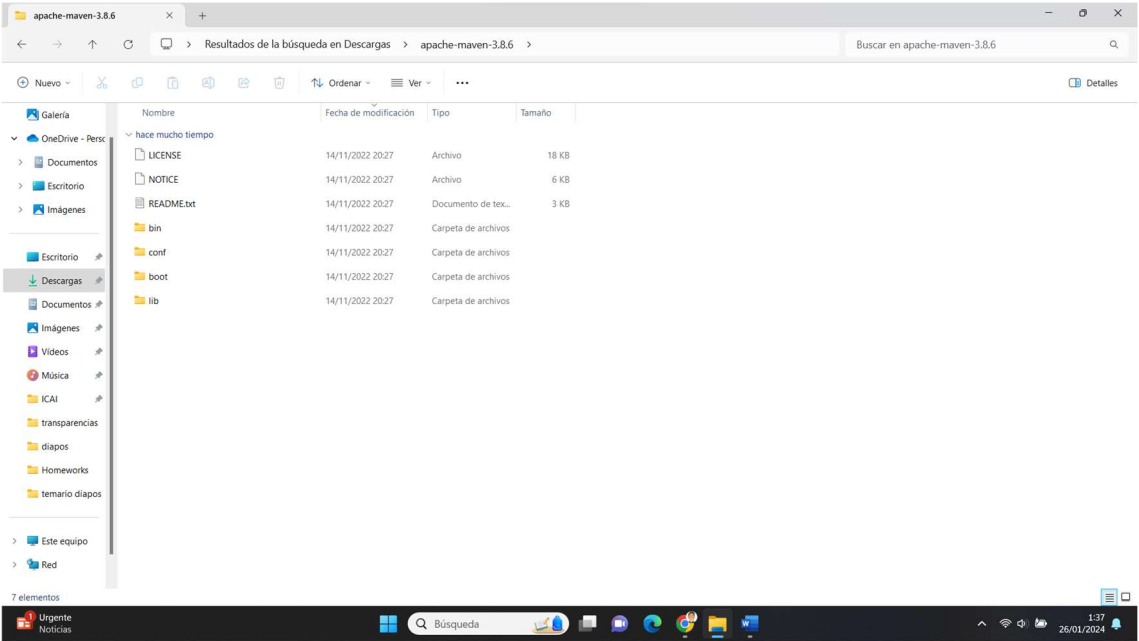 apache-maven-3.8.6
Resultados de la búsqueda en Descargas > apache-maven-3.8.6 >
Buscar en apache-maven-3.8.6
Nuevo
Ordenar
Ver
Detalles
Nombre Fecha de modificación Tipo Tamaño
hace mucho tiempo
LICENSE 14/11/2022 20:27 Archivo 18 KB
NOTICE 14/11/2022 20:27 Archivo 6 KB
README.txt 14/11/2022 20:27 Documento de tex... 3 KB
bin 14/11/2022 20:27 Carpeta de archivos
conf 14/11/2022 20:27 Carpeta de archivos
boot 14/11/2022 20:27 Carpeta de archivos
lib 14/11/2022 20:27 Carpeta de archivos
Galería
OneDrive - Persc
Documentos
Escritorio
Imágenes
Escritorio
Descargas
Documentos
Imágenes
Vídeos
Música
ICAI
transparencias
diapos
Homeworks
temario diapos
Este equipo
Red
7 elementos
1
Urgente
Noticias
Búsqueda
1:37
26/01/2024